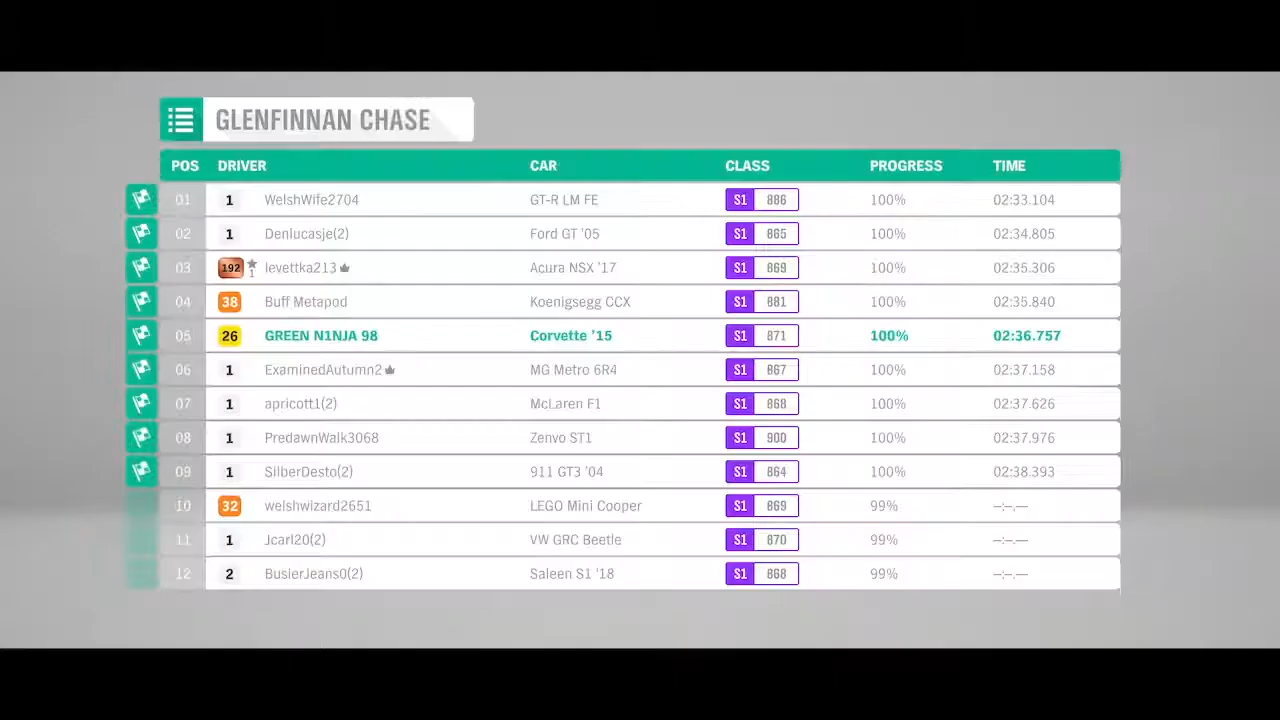 GLENFINNAN CHASE
POS DRIVER CAR CLASS PROGRESS TIME
01 1 WelshWife2704 GT-R LM FE S1 886 100% 02:33.104
02 1 Denlucasje(2) Ford GT '05 S1 865 100% 02:34.805
03 192 1 levettka213 Acura NSX '17 S1 869 100% 02:35.306
04 38 Buff Metapod Koenigsegg CCX S1 881 100% 02:35.840
05 26 GREEN N1NJA 98 Corvette '15 S1 871 100% 02:36.757
06 1 ExaminedAutumn2 MG Metro 6R4 S1 867 100% 02:37.158
07 1 apricott1(2) McLaren F1 S1 868 100% 02:37.626
08 1 PredawnWalk3068 Zenvo ST1 S1 900 100% 02:37.976
09 1 SilberDesto(2) 911 GT3 '04 S1 864 100% 02:38.393
10 32 welshwizard2651 LEGO Mini Cooper S1 869 99% --:--.---
11 1 Jcarl20(2) VW GRC Beetle S1 870 99% --:--.---
12 2 BusierJeans0(2) Saleen S1 '18 S1 868 99% --:--.---